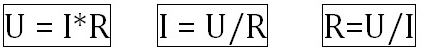 U = I*R I = U/R R=U/I